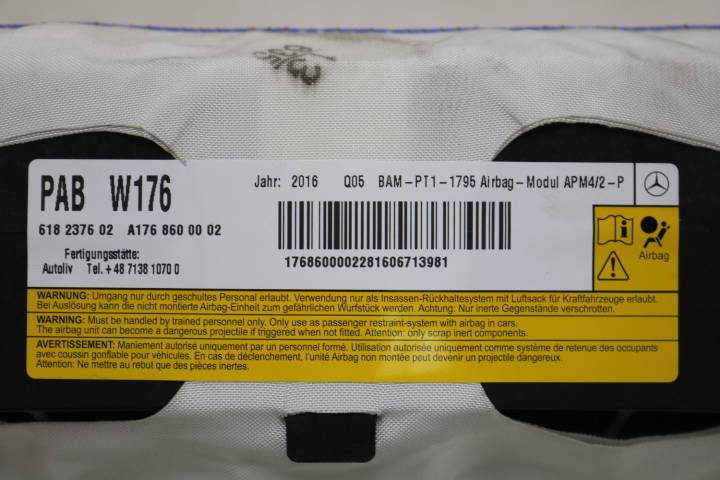 PAB W176
618 2376 02 A176 860 00 02
Fertigungsstätte:
Autoliv Tel. +48 7138 1070 0
Jahr: 2016 Q05 BAM-PT1-1795 Airbag-Modul APM4/2-P
1768600002281606713981
Airbag
WARNUNG: Umgang nur durch geschultes Personal erlaubt. Verwendung nur als Insassen-Rückhaltesystem mit Luftsack für Kraftfahrzeuge erlaubt.
Bei Auslösung kann die nicht montierte Airbag-Einheit zum gefährlichen Wurfstück werden. Achtung: Nur inerte Gegenstände verschrotten.
WARNING: Must be handled by trained personnel only. Only use as passenger restraint-system with airbag in cars.
The airbag unit can become a dangerous projectile if triggered when not fitted. Attention: only scrap inert components.
AVERTISSEMENT: Maniement autorisé uniquement par un personnel formé. Utilisation autorisée uniquement comme système de retenue des occupants
avec coussin gonflable pour véhicules. En cas de déclenchement, l'unité Airbag non montée peut devenir un projectile dangereux.
Attention: Ne mettre au rebut que des pièces inertes.